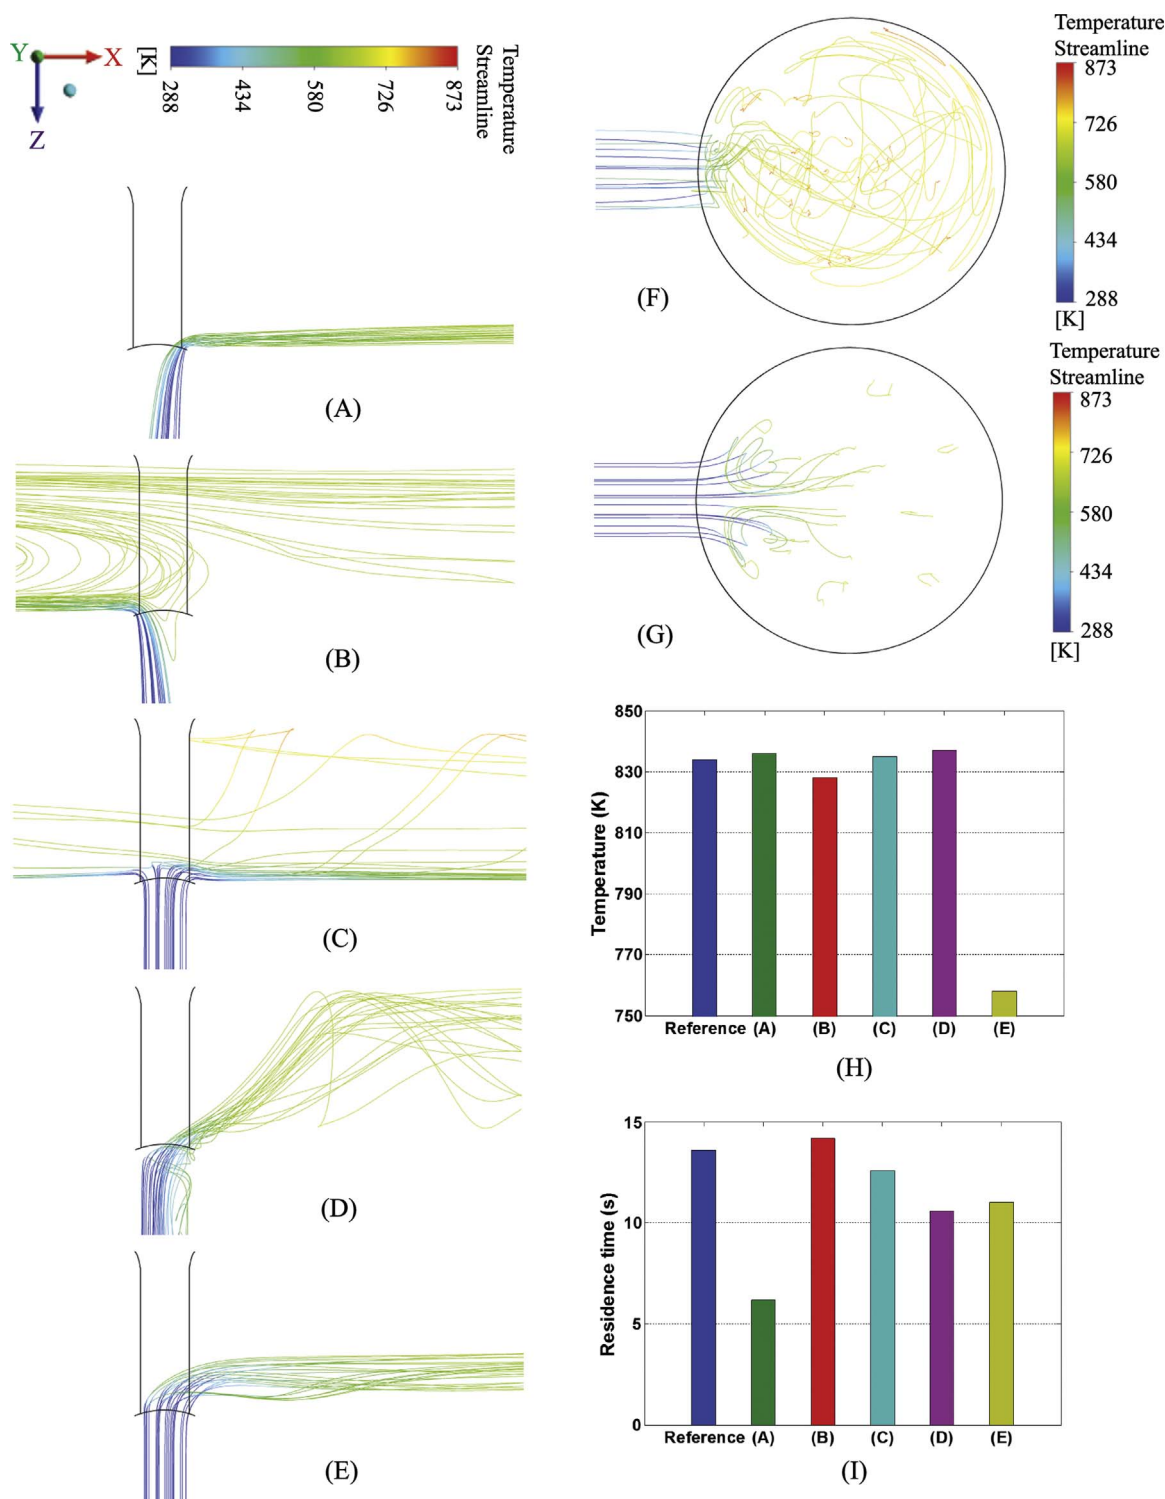 Y
X
Z
[K]
288
434
580
726
873
Temperature
Streamline
(A)
(B)
(C)
(D)
(E)
Temperature
Streamline
873
726
580
434
288
[K]
(F)
Temperature
Streamline
873
726
580
434
288
[K]
(G)
850
830
810
790
770
750
Temperature (K)
Reference (A) (B) (C) (D) (E)
(H)
15
10
5
0
Residence time (s)
Reference (A) (B) (C) (D) (E)
(I)